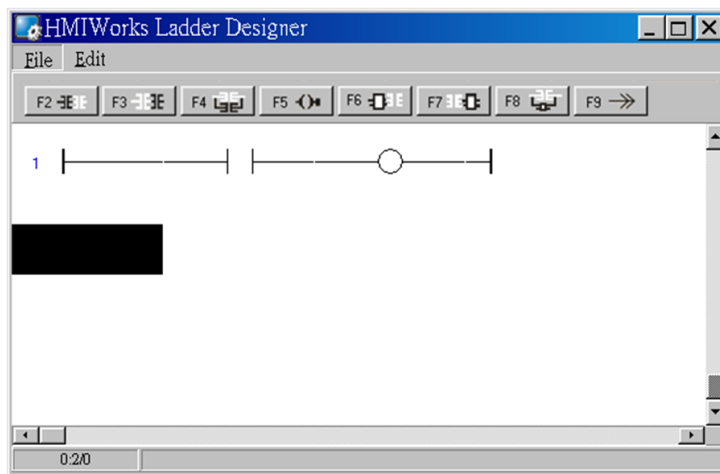 HMIWorks Ladder Designer
File Edit
F2 F3 F4 F5 F6 F7 F8 F9
1
0:2/0